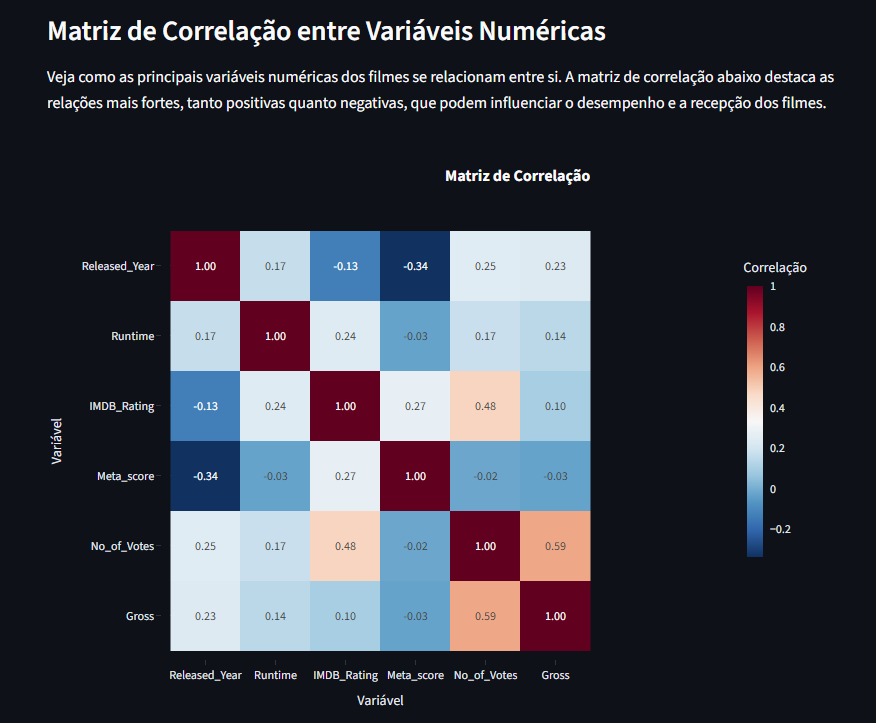 Matriz de Correlação entre Variáveis Numéricas
Veja como as principais variáveis numéricas dos filmes se relacionam entre si. A matriz de correlação abaixo destaca as
relações mais fortes, tanto positivas quanto negativas, que podem influenciar o desempenho e a recepção dos filmes.
Matriz de Correlação
Released_Year 1.00 0.17 -0.13 -0.34 0.25 0.23
Runtime 0.17 1.00 0.24 -0.03 0.17 0.14
IMDB_Rating -0.13 0.24 1.00 0.27 0.48 0.10
Meta_score -0.34 -0.03 0.27 1.00 -0.02 -0.03
No_of_Votes 0.25 0.17 0.48 -0.02 1.00 0.59
Gross 0.23 0.14 0.10 -0.03 0.59 1.00
Variável
Released_Year Runtime IMDB_Rating Meta_score No_of_Votes Gross
Variável
Correlação
1
0.8
0.6
0.4
0.2
0
−0.2